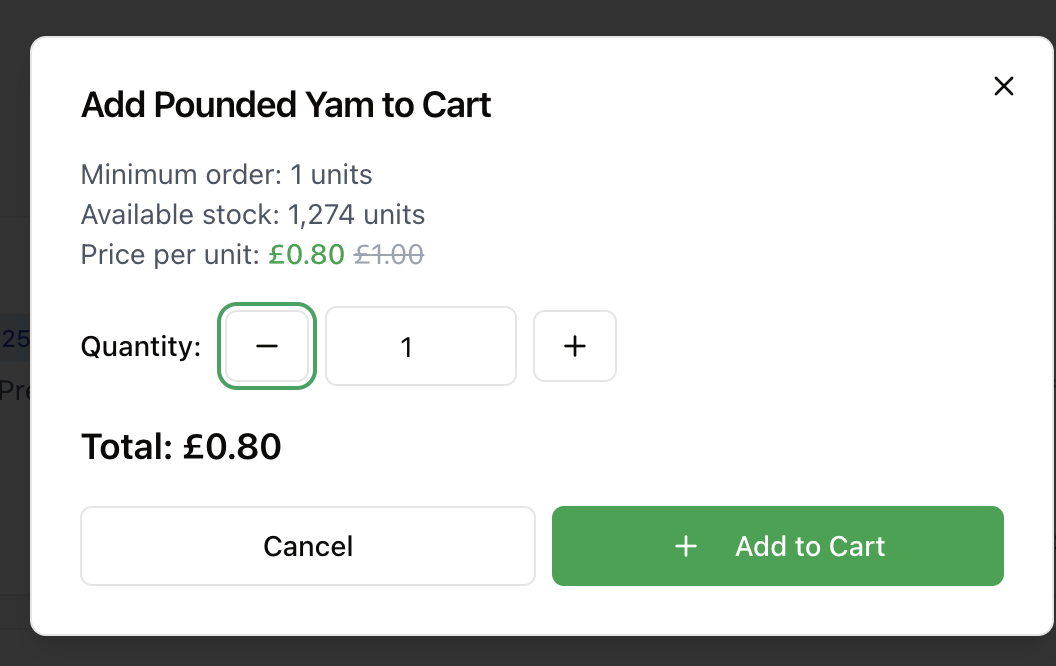 Add Pounded Yam to Cart
Minimum order: 1 units
Available stock: 1,274 units
Price per unit: £0.80 £1.00
25
Quantity: − 1 +
Pre
Total: £0.80
Cancel
+ Add to Cart